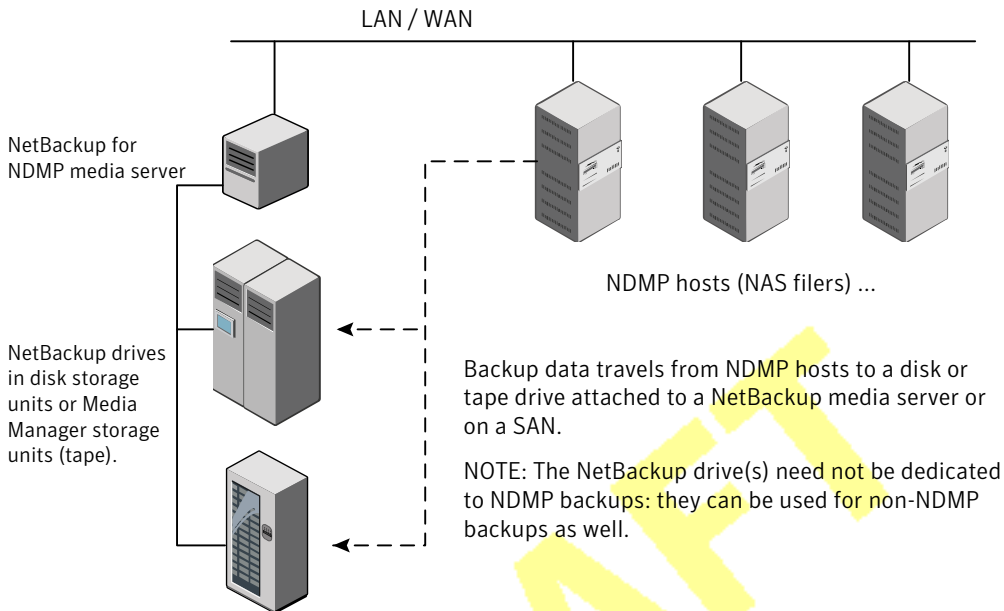 LAN / WAN
NetBackup for
NDMP media server
NDMP hosts (NAS filers) ...
NetBackup drives
in disk storage
units or Media
Manager storage
units (tape).
Backup data travels from NDMP hosts to a disk or
tape drive attached to a NetBackup media server or
on a SAN.
NOTE: The NetBackup drive(s) need not be dedicated
to NDMP backups: they can be used for non-NDMP
backups as well.
AFT